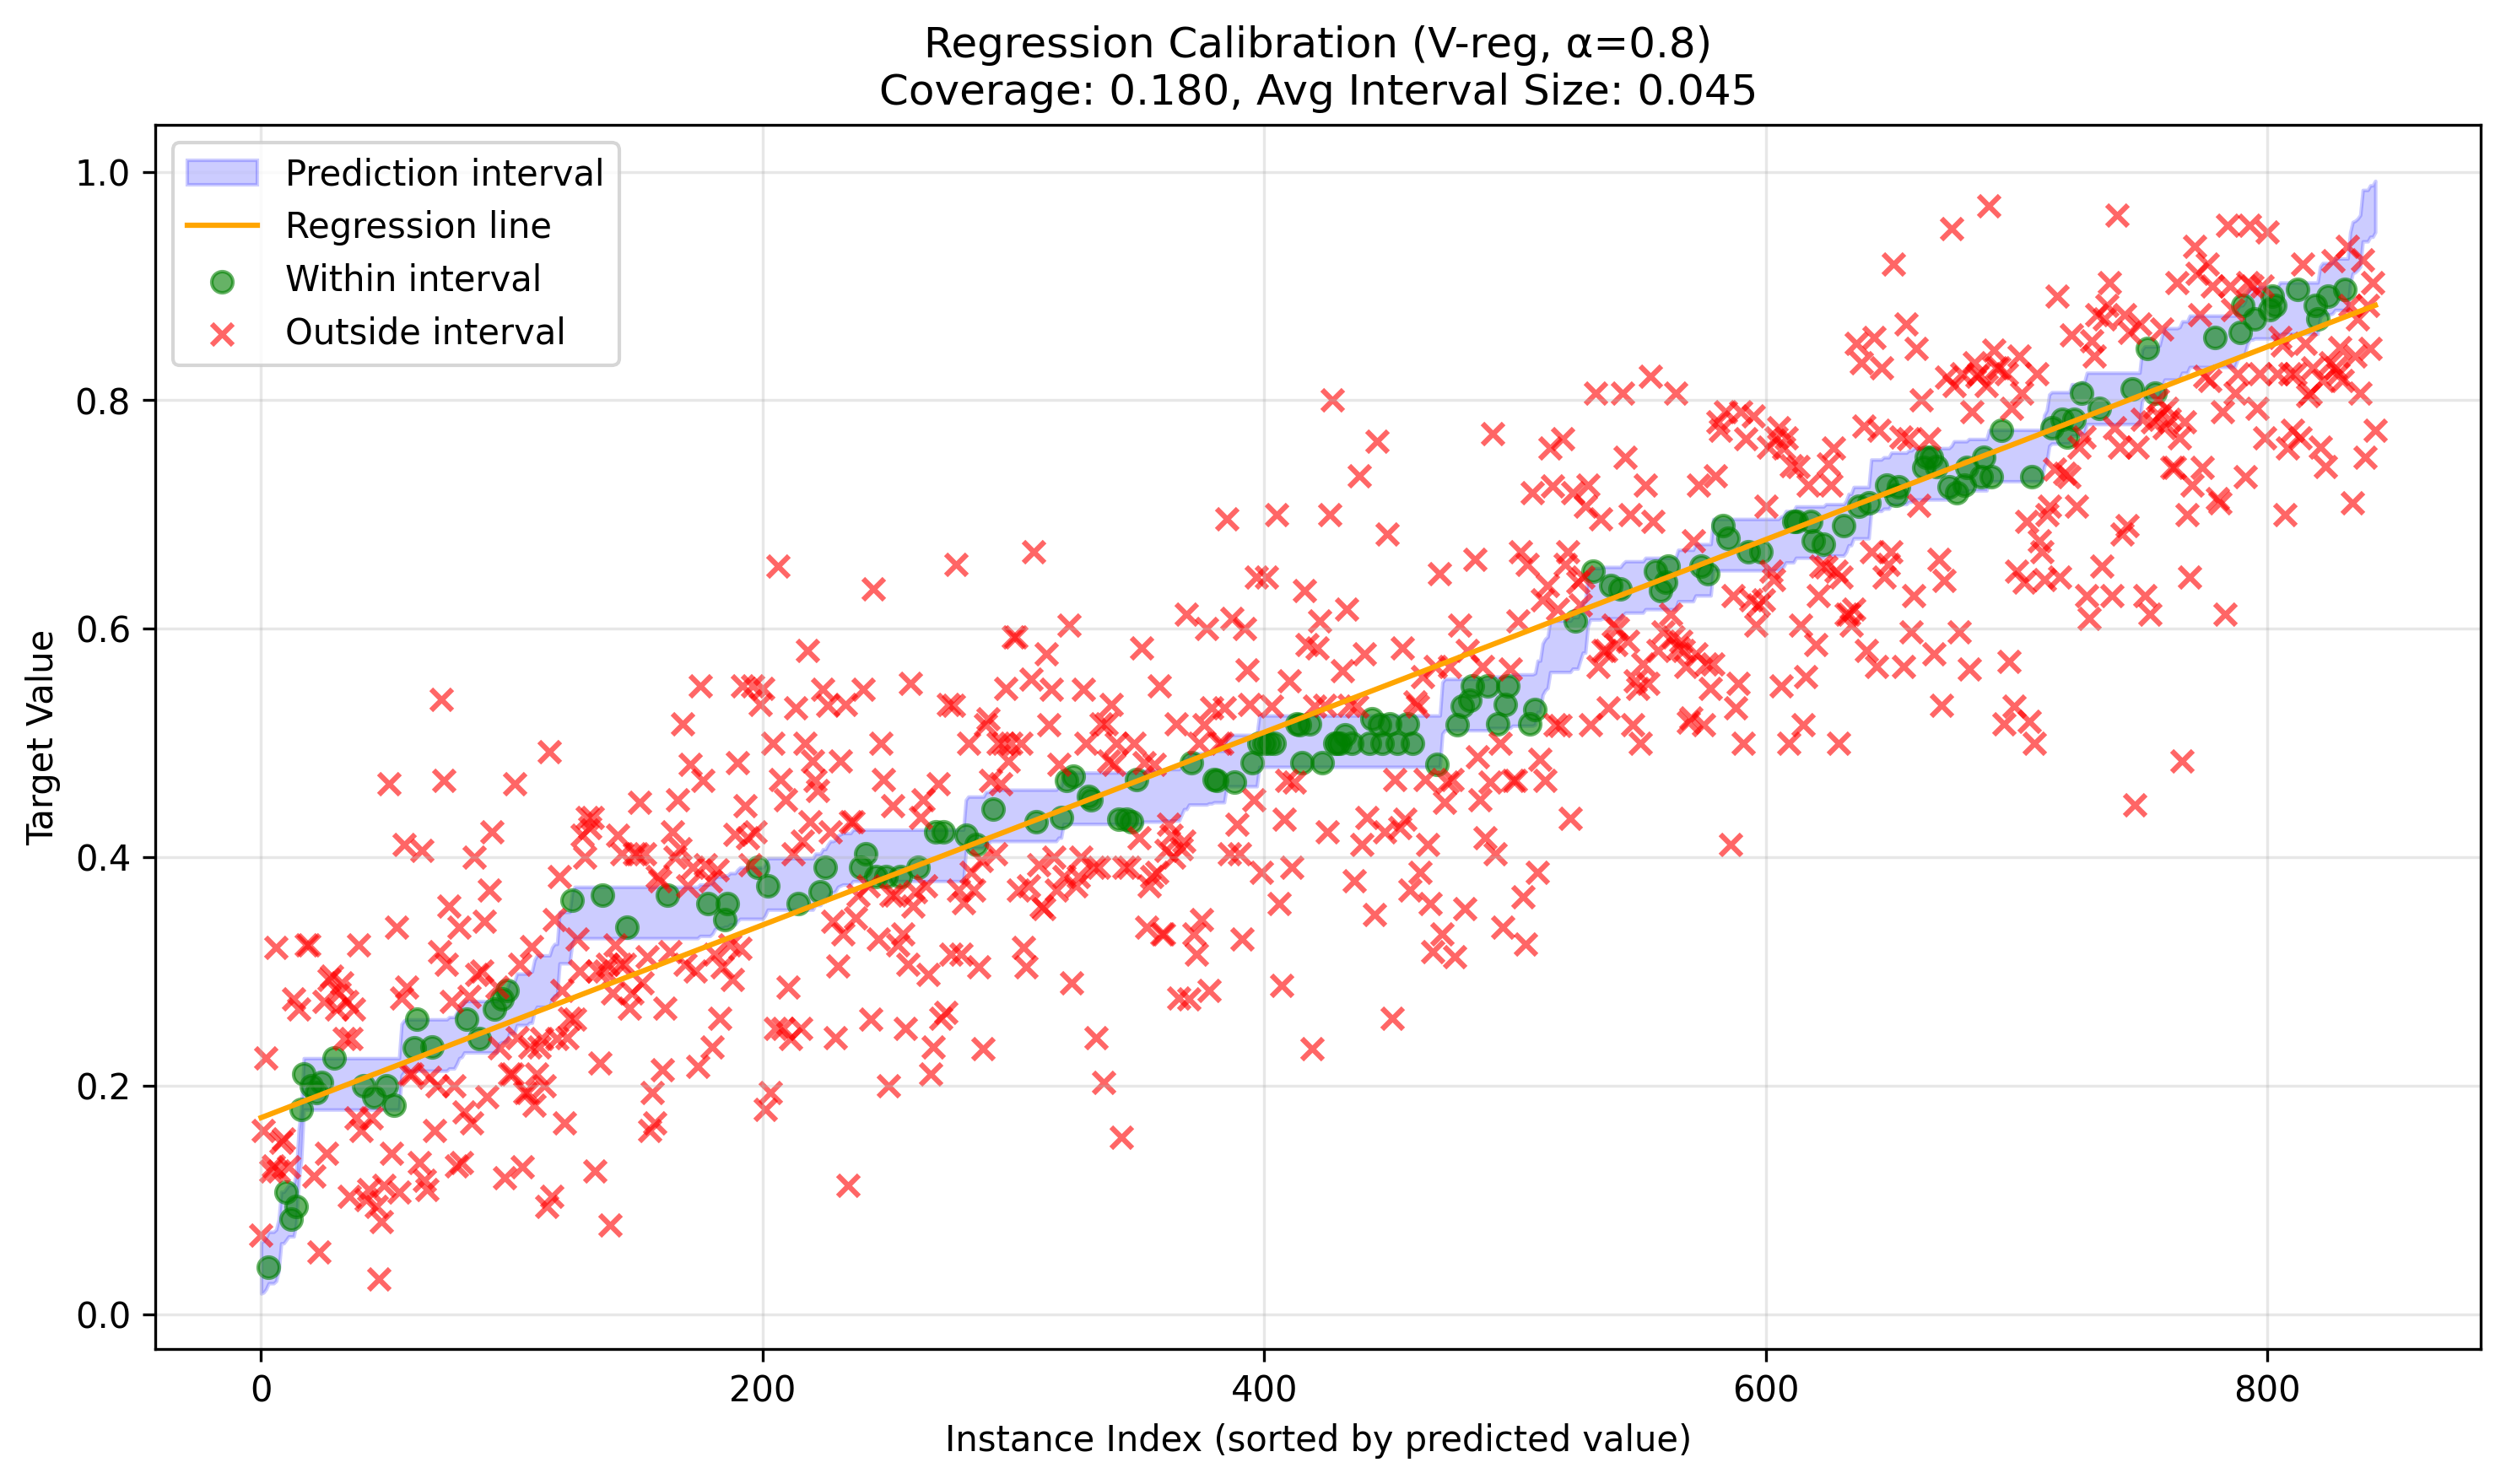 Regression Calibration (V-reg, α=0.8)
Coverage: 0.180, Avg Interval Size: 0.045
Prediction interval
Regression line
Within interval
Outside interval
1.0
0.8
0.6
0.4
0.2
0.0
Target Value
0 200 400 600 800
Instance Index (sorted by predicted value)